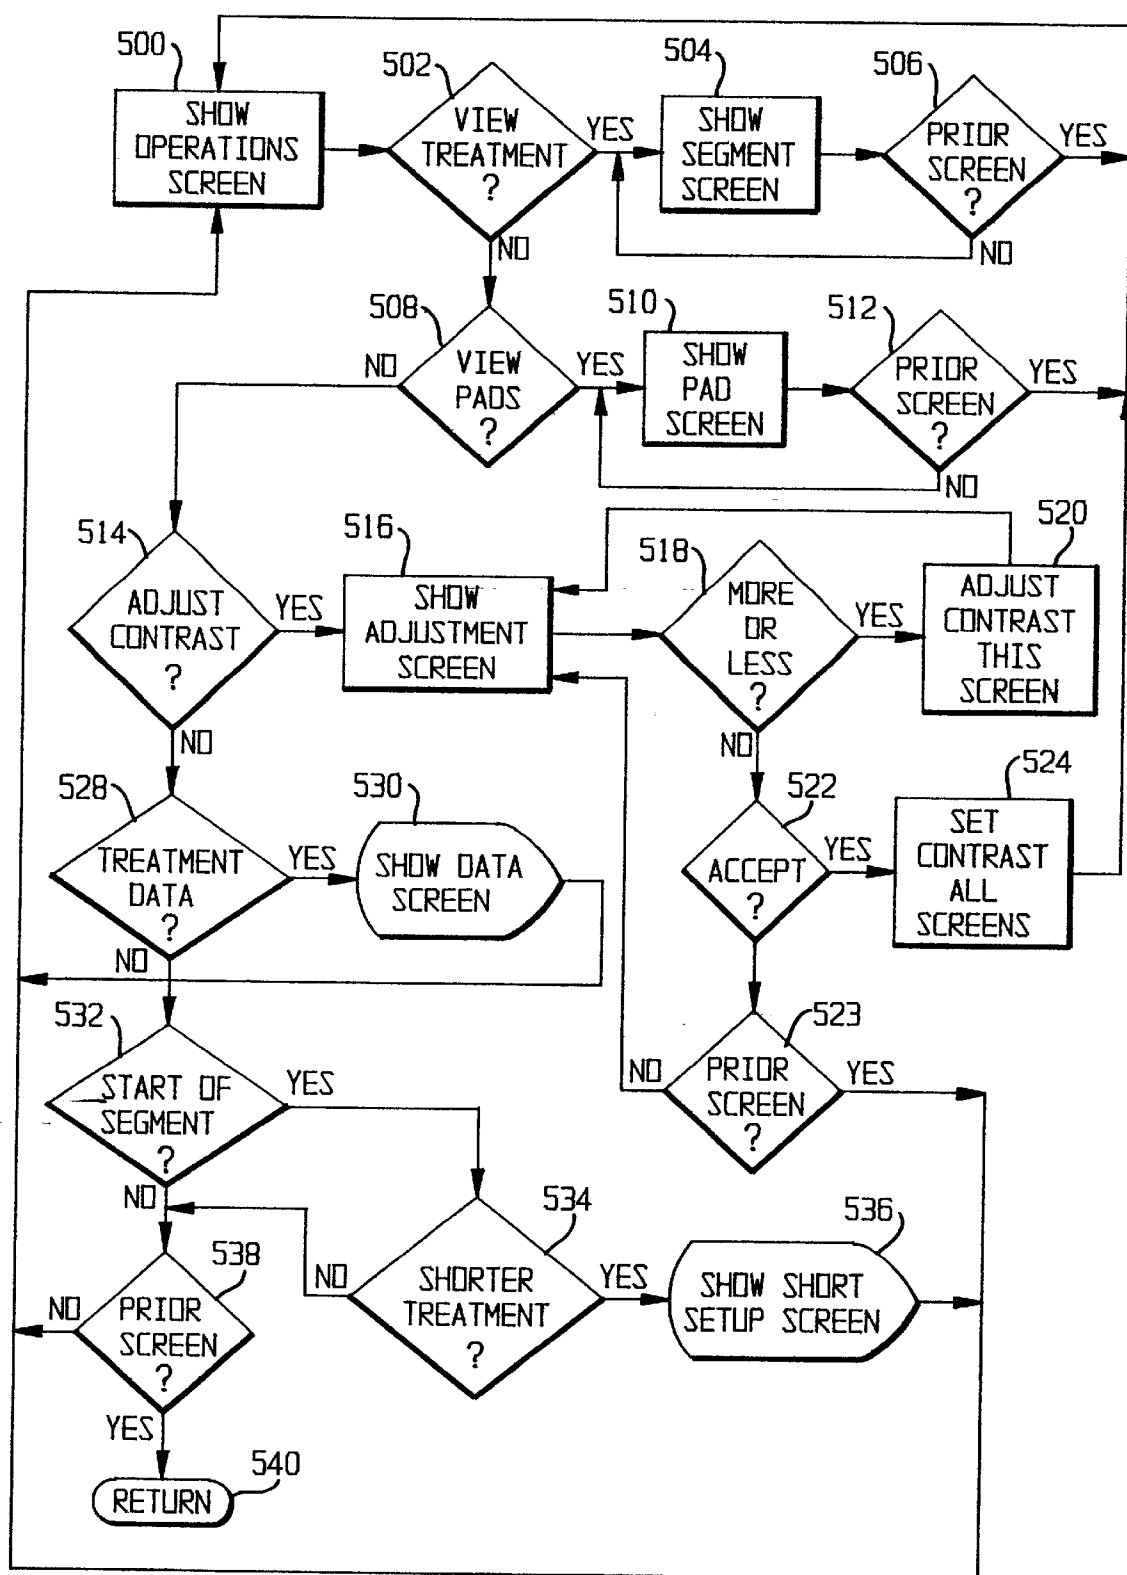 500
SHOW
OPERATIONS
SCREEN
502
VIEW
TREATMENT
?
YES
NO
504
SHOW
SEGMENT
SCREEN
506
PRIOR
SCREEN
?
YES
NO
508
VIEW
PADS
?
NO
YES
510
SHOW
PAD
SCREEN
512
PRIOR
SCREEN
?
YES
NO
514
ADJUST
CONTRAST
?
YES
NO
516
SHOW
ADJUSTMENT
SCREEN
518
MORE
OR
LESS
?
YES
NO
520
ADJUST
CONTRAST
THIS
SCREEN
522
ACCEPT
?
YES
524
SET
CONTRAST
ALL
SCREENS
528
TREATMENT
DATA
?
YES
NO
530
SHOW DATA
SCREEN
523
PRIOR
SCREEN
?
NO
YES
532
START OF
SEGMENT
?
YES
NO
534
SHORTER
TREATMENT
?
NO
YES
536
SHOW SHORT
SETUP SCREEN
538
PRIOR
SCREEN
?
NO
YES
540
RETURN